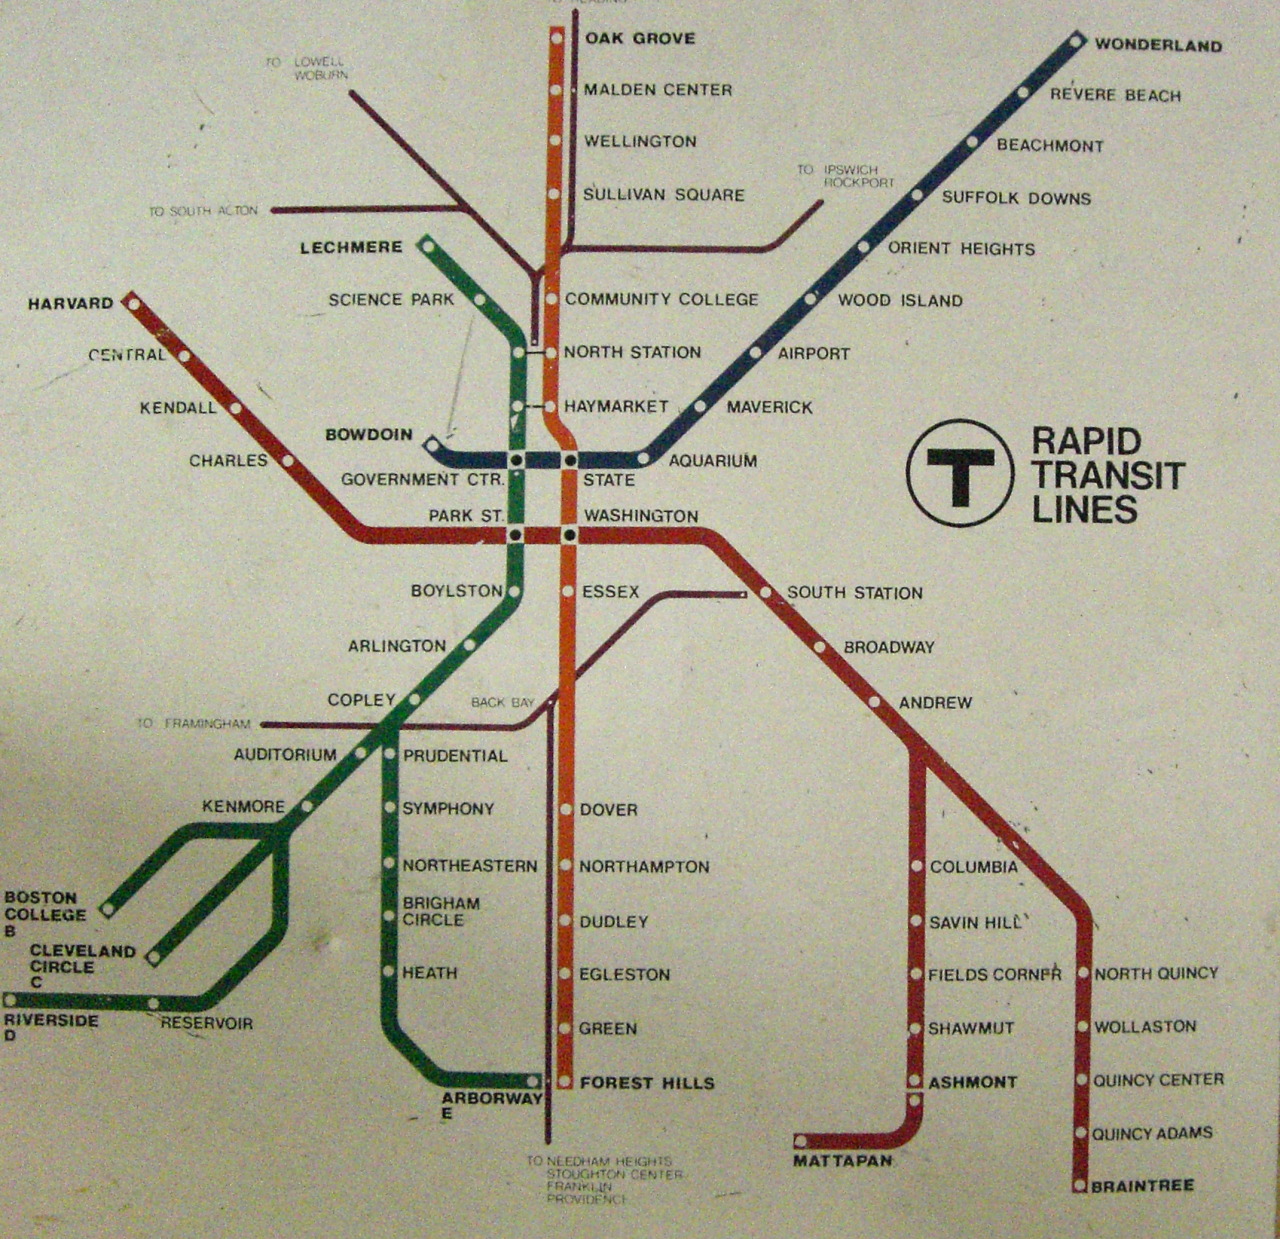 OAK GROVE
WONDERLAND
TO LOWELL
WOBURN
MALDEN CENTER
REVERE BEACH
WELLINGTON
BEACHMONT
TO IPSWICH
ROCKPORT
SULLIVAN SQUARE
SUFFOLK DOWNS
TO SOUTH ACTON
LECHMERE
ORIENT HEIGHTS
HARVARD
SCIENCE PARK
COMMUNITY COLLEGE
WOOD ISLAND
CENTRAL
NORTH STATION
AIRPORT
KENDALL
HAYMARKET
MAVERICK
BOWDOIN
CHARLES
AQUARIUM
GOVERNMENT CTR.
STATE
T
RAPID
TRANSIT
LINES
PARK ST.
WASHINGTON
BOYLSTON
ESSEX
SOUTH STATION
ARLINGTON
BROADWAY
COPLEY
BACK BAY
ANDREW
TO FRAMINGHAM
AUDITORIUM
PRUDENTIAL
KENMORE
SYMPHONY
DOVER
NORTHEASTERN
NORTHAMPTON
COLUMBIA
BOSTON
COLLEGE
B
BRIGHAM
CIRCLE
DUDLEY
SAVIN HILL
CLEVELAND
CIRCLE
C
HEATH
EGLESTON
FIELDS CORNER
NORTH QUINCY
RIVERSIDE
D
RESERVOIR
GREEN
SHAWMUT
WOLLASTON
ARBORWAY
E
FOREST HILLS
ASHMONT
QUINCY CENTER
QUINCY ADAMS
MATTAPAN
BRAINTREE
TO NEEDHAM HEIGHTS
STOUGHTON CENTER
FRANKLIN
PROVIDENCE